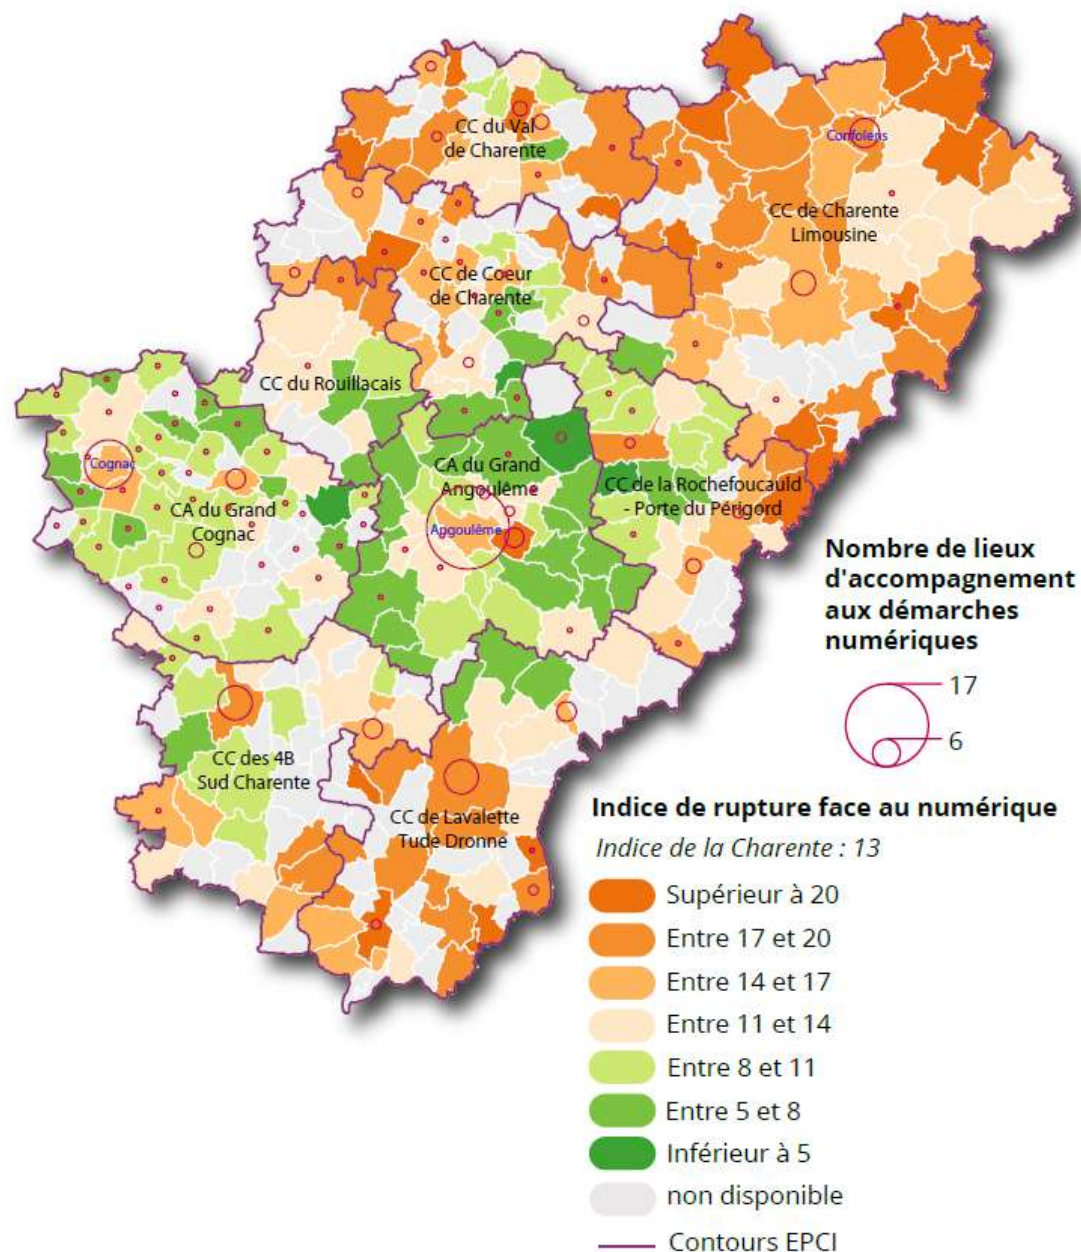 CC du Val
de Charente
Confolens
CC de Charente
Limousine
CC de Coeur
de Charente
CC du Rouillacais
Cognac
CA du Grand
Cognac
CA du Grand
Angoulême
Angoulême
CC de la Rochefoucauld
- Porte du Périgord
CC des 4B
Sud Charente
CC de Lavalette
Tude Dronne
Nombre de lieux
d'accompagnement
aux démarches
numériques
17
6
Indice de rupture face au numérique
Indice de la Charente : 13
Supérieur à 20
Entre 17 et 20
Entre 14 et 17
Entre 11 et 14
Entre 8 et 11
Entre 5 et 8
Inférieur à 5
non disponible
Contours EPCI